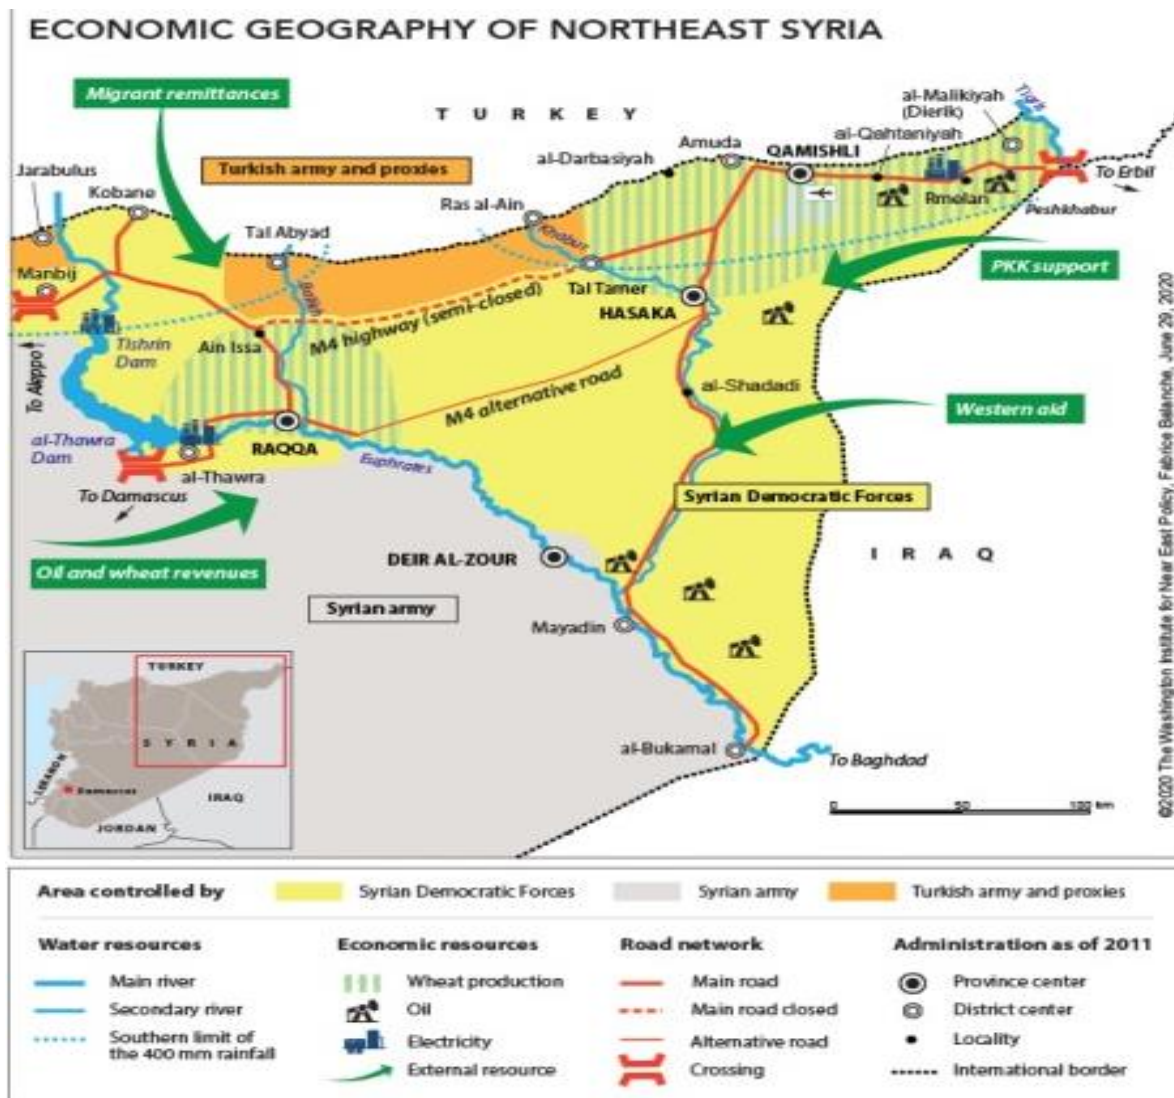 ECONOMIC GEOGRAPHY OF NORTHEAST SYRIA
Migrant remittances
T U R K E Y
al-Malikiyah
(Dierik)
Tigris
Turkish army and proxies
al-Darbasiyah
Amuda
QAMISHLI
al-Qahtaniyah
Jarabulus
Kobane
Ras al-Ain
Rmelan
To Erbil
Peshkhabur
Tal Abyad
Khabur
Manbij
Balikh
Tal Tamer
HASAKA
PKK support
M4 highway (semi-closed)
Ain Issa
Tishrin
Dam
To Aleppo
M4 alternative road
al-Shadadi
Western aid
al-Thawra
Dam
RAQQA
Euphrates
al-Thawra
To Damascus
Syrian Democratic Forces
Oil and wheat revenues
DEIR AL-ZOUR
I R A Q
Syrian army
Mayadin
al-Bukamal
To Baghdad
0 50 100 km
TURKEY
S Y R I A
LEBANON
Damascus
IRAQ
JORDAN
©2020 The Washington Institute for Near East Policy, Fabrice Balanche, June 29, 2020
Area controlled by
Syrian Democratic Forces
Syrian army
Turkish army and proxies
Water resources
Main river
Secondary river
Southern limit of
the 400 mm rainfall
Economic resources
Wheat production
Oil
Electricity
External resource
Road network
Main road
Main road closed
Alternative road
Crossing
Administration as of 2011
Province center
District center
Locality
International border